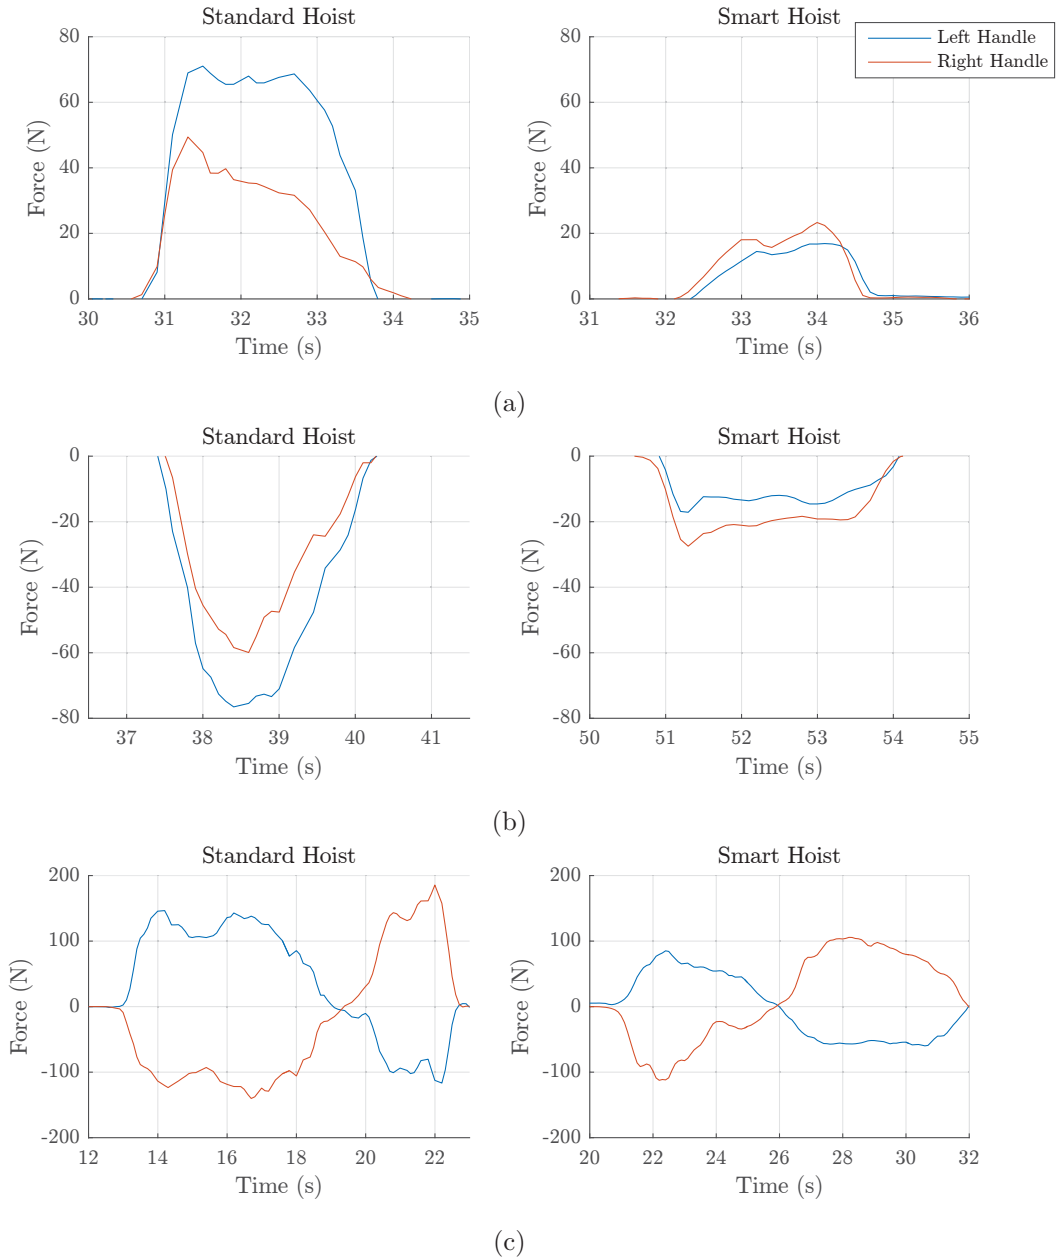 Standard Hoist
80
60
40
20
0
30 31 32 33 34 35
Force (N)
Time (s)
Smart Hoist
Left Handle
Right Handle
80
60
40
20
0
31 32 33 34 35 36
Force (N)
Time (s)
(a)
Standard Hoist
0
-20
-40
-60
-80
37 38 39 40 41
Force (N)
Time (s)
Smart Hoist
0
-20
-40
-60
-80
50 51 52 53 54 55
Force (N)
Time (s)
(b)
Standard Hoist
200
100
0
-100
-200
12 14 16 18 20 22
Force (N)
Time (s)
Smart Hoist
200
100
0
-100
-200
20 22 24 26 28 30 32
Force (N)
Time (s)
(c)